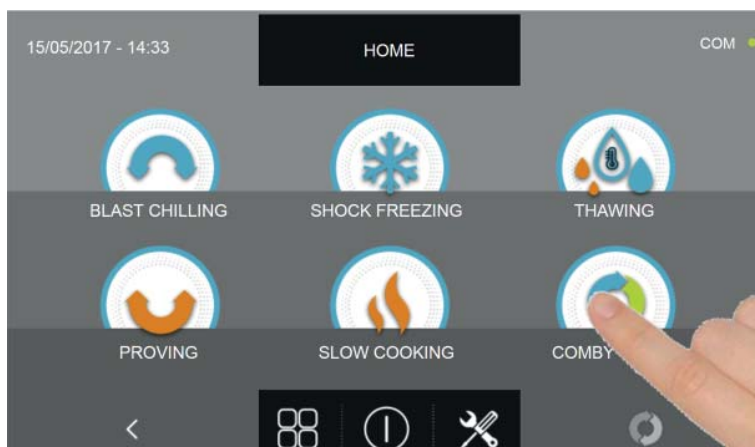 15/05/2017 - 14:33
HOME
COM
BLAST CHILLING
SHOCK FREEZING
THAWING
PROVING
SLOW COOKING
COMBY